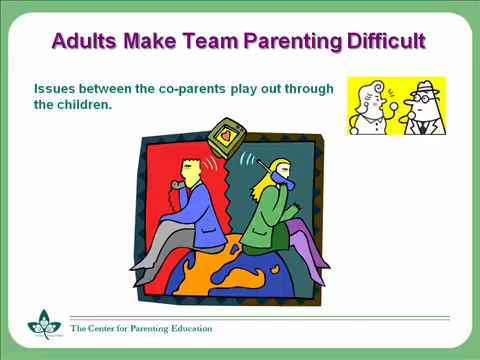 Adults Make Team Parenting Difficult
Issues between the co-parents play out through
the children.
The Center for Parenting Education